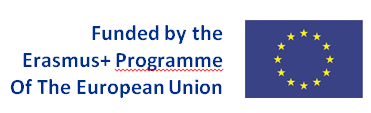 Funded by the
Erasmus+ Programme
Of The European Union